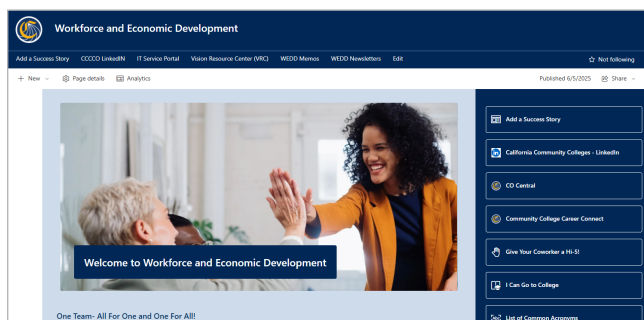 Workforce and Economic Development
Add a Success Story CCCCO LinkedIN IT Service Portal Vision Resource Center (VRC) WEDD Memos WEDD Newsletters Edit Not following
New Page details Analytics Published 6/5/2025 Share
Add a Success Story
California Community Colleges - LinkedIn
CO Central
Community College Career Connect
Give Your Coworker a Hi-5!
Welcome to Workforce and Economic Development
I Can Go to College
One Team- All For One and One For All!
List of Common Acronyms